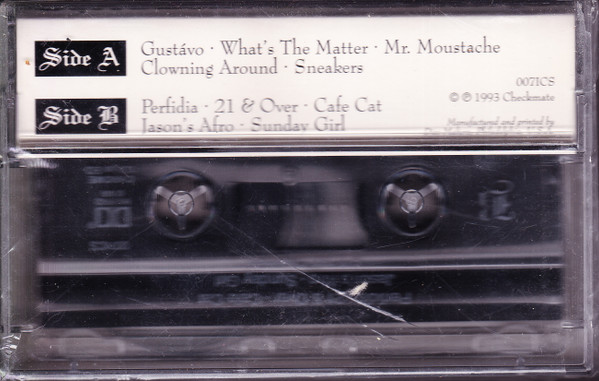 Side A
Gustávo · What's The Matter · Mr. Moustache
Clowning Around · Sneakers
0071CS
© ℗ 1993 Checkmate
Side B
Perfidia · 21 & Over · Cafe Cat
Jason's Afro · Sunday Girl
Manufactured and printed by